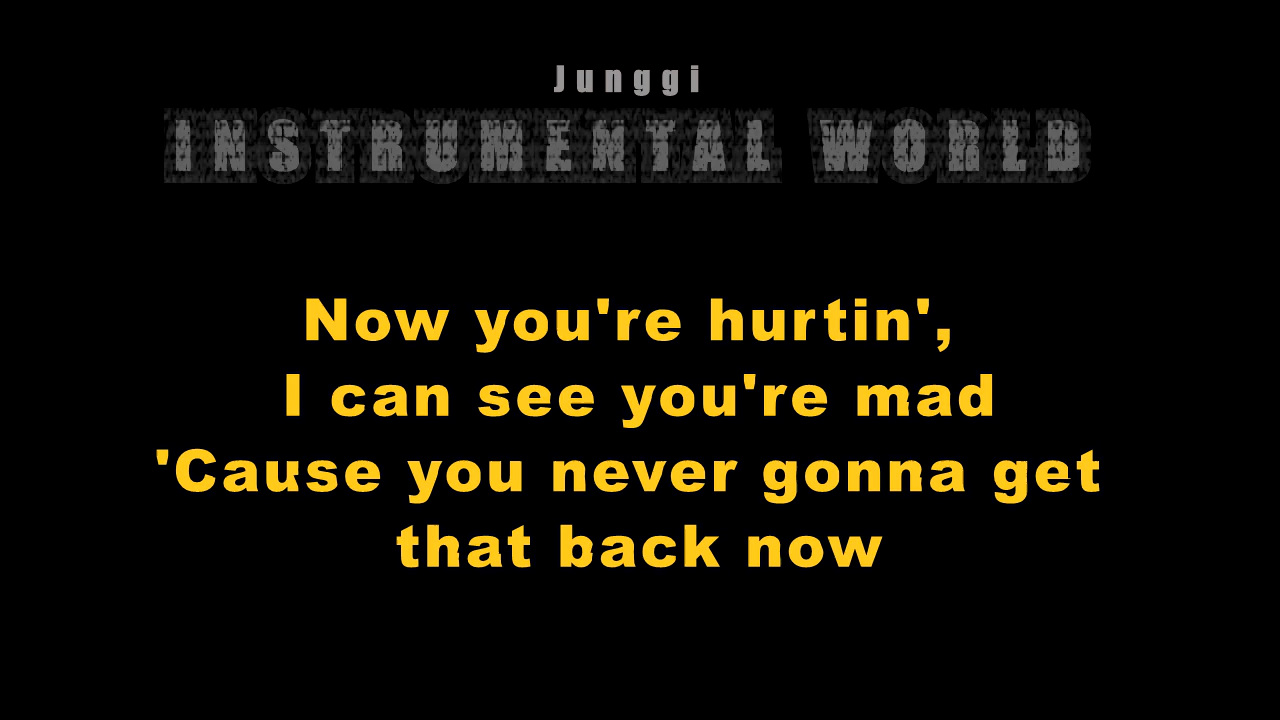 Junggi
INSTRUMENTAL WORLD
Now you're hurtin',
I can see you're mad
'Cause you never gonna get
that back now